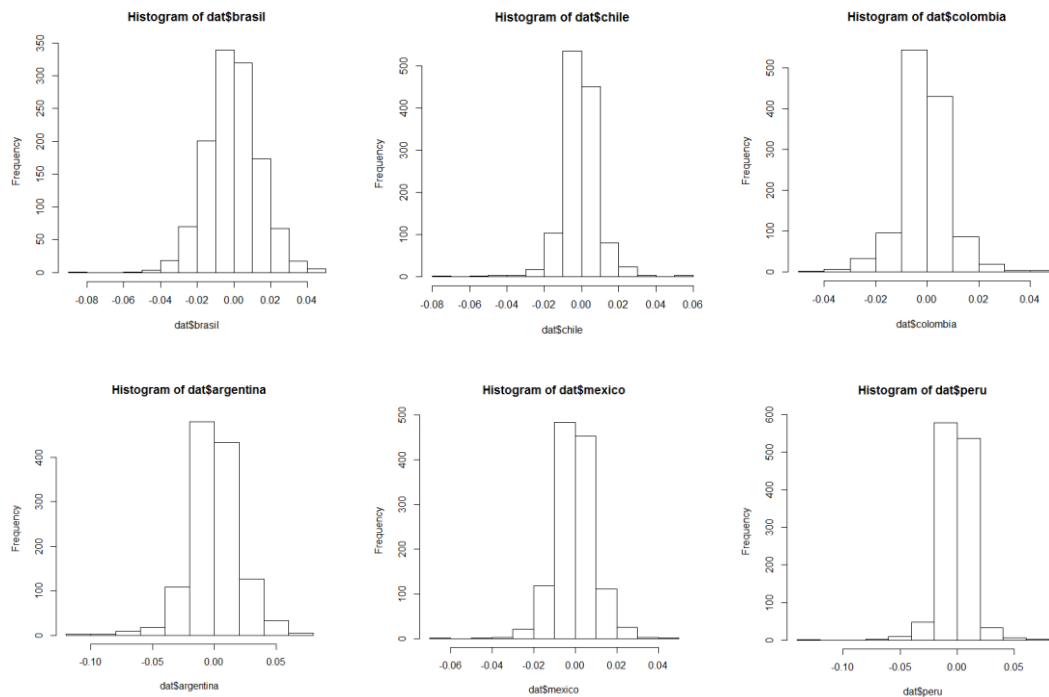 Histogram of dat$brasil
Frequency
0 50 100 150 200 250 300 350
-0.08 -0.06 -0.04 -0.02 0.00 0.02 0.04
dat$brasil
Histogram of dat$chile
Frequency
0 100 200 300 400 500
-0.08 -0.06 -0.04 -0.02 0.00 0.02 0.04 0.06
dat$chile
Histogram of dat$colombia
Frequency
0 100 200 300 400 500
-0.04 -0.02 0.00 0.02 0.04
dat$colombia
Histogram of dat$argentina
Frequency
0 100 200 300 400
-0.10 -0.05 0.00 0.05
dat$argentina
Histogram of dat$mexico
Frequency
0 100 200 300 400 500
-0.06 -0.04 -0.02 0.00 0.02 0.04
dat$mexico
Histogram of dat$peru
Frequency
0 100 200 300 400 500 600
-0.10 -0.05 0.00 0.05
dat$peru